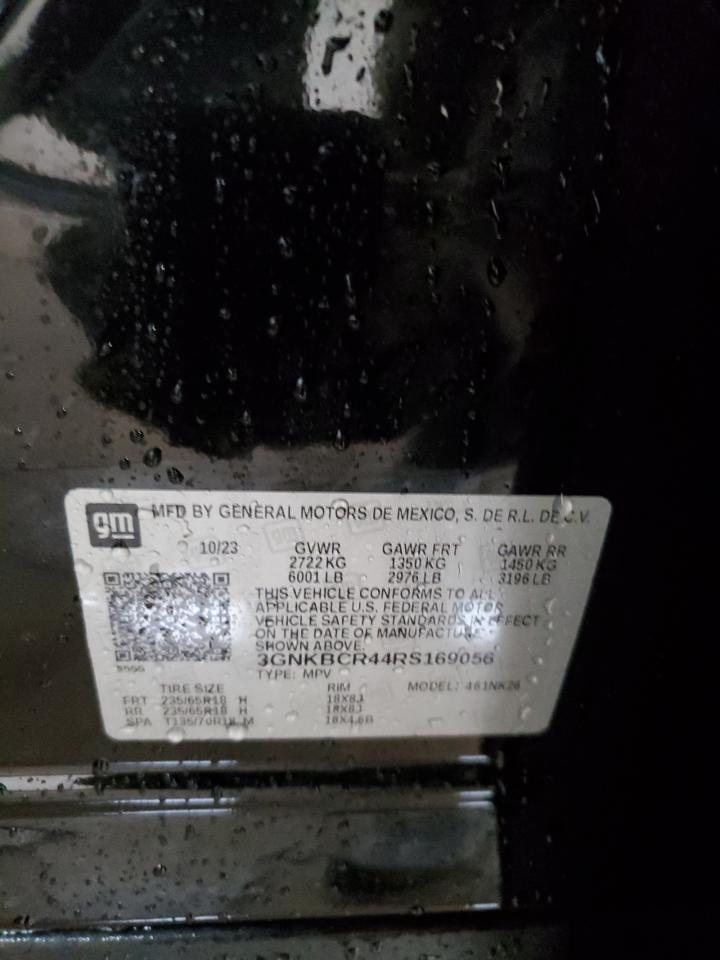 gm MFD BY GENERAL MOTORS DE MEXICO, S. DE R.L. DE C.V.
10/23 GVWR GAWR FRT GAWR RR
2722 KG 1350 KG 1450 KG
6001 LB 2976 LB 3196 LB
THIS VEHICLE CONFORMS TO ALL
APPLICABLE U.S. FEDERAL MOTOR
VEHICLE SAFETY STANDARDS IN EFFECT
ON THE DATE OF MANUFACTURE
SHOWN ABOVE.
3GNKBCR44RS169056
TYPE: MPV MODEL: 461NK26
TIRE SIZE RIM
FRT 235/65R18 H 18X8J
RR 235/65R18 H 18X8J
SPA M